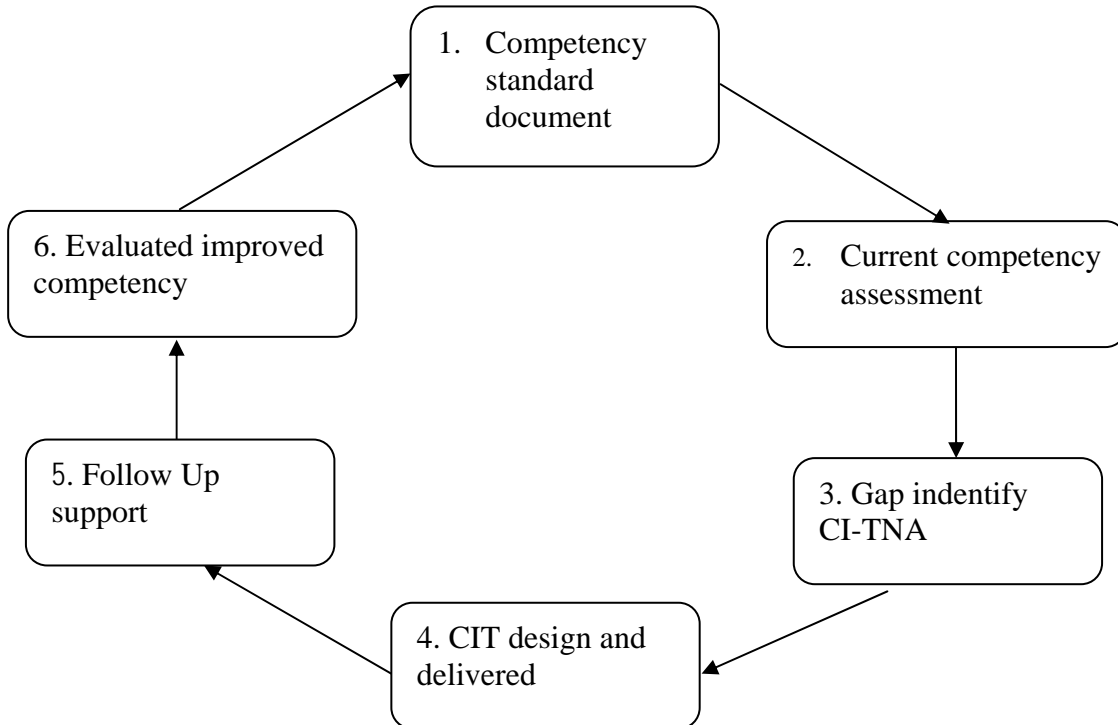 1. Competency
standard
document
2. Current competency
assessment
3. Gap indentify
CI-TNA
4. CIT design and
delivered
5. Follow Up
support
6. Evaluated improved
competency